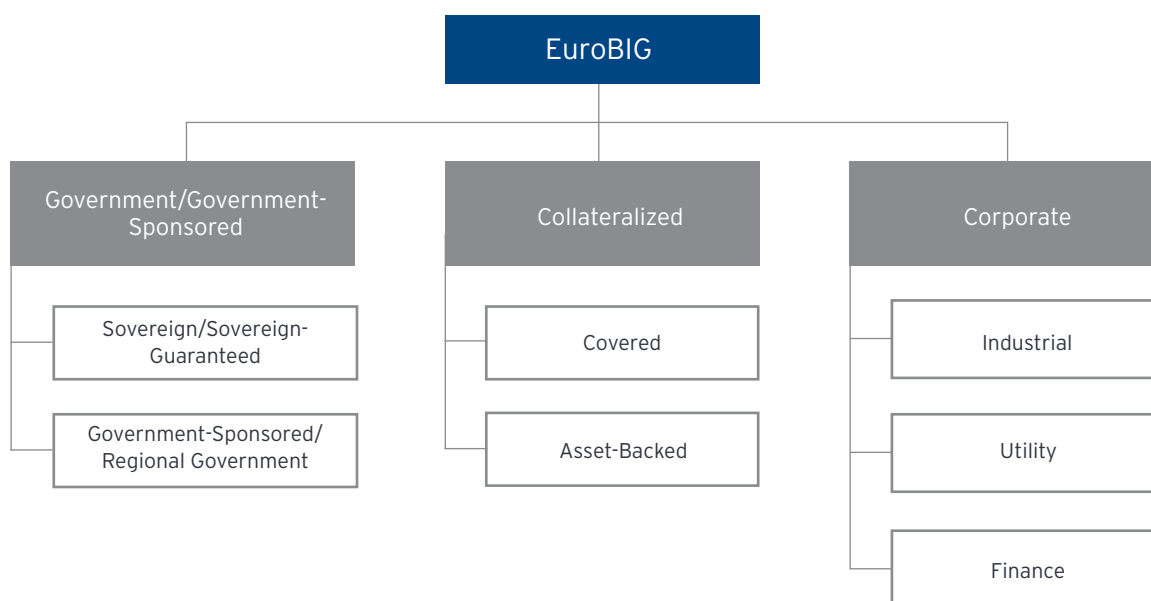 EuroBIG
Government/Government-
Sponsored
Collateralized
Corporate
Sovereign/Sovereign-
Guaranteed
Government-Sponsored/
Regional Government
Covered
Asset-Backed
Industrial
Utility
Finance